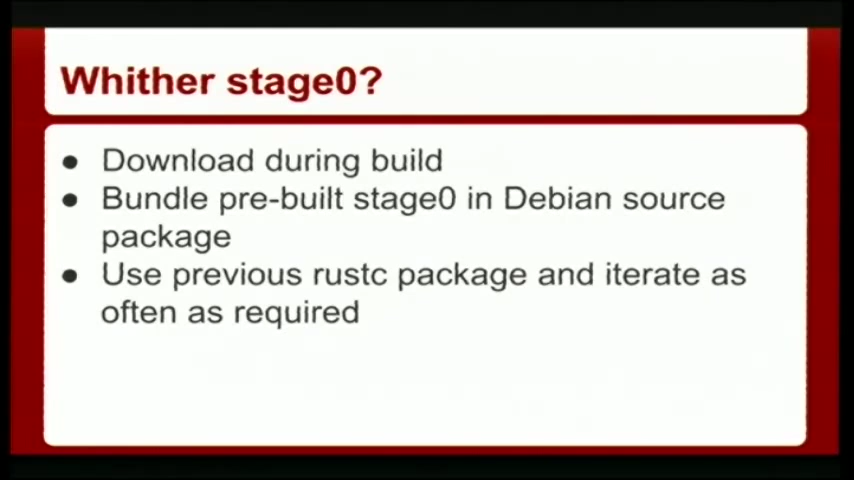 Whither stage0?
● Download during build
● Bundle pre-built stage0 in Debian source
package
● Use previous rustc package and iterate as
often as required